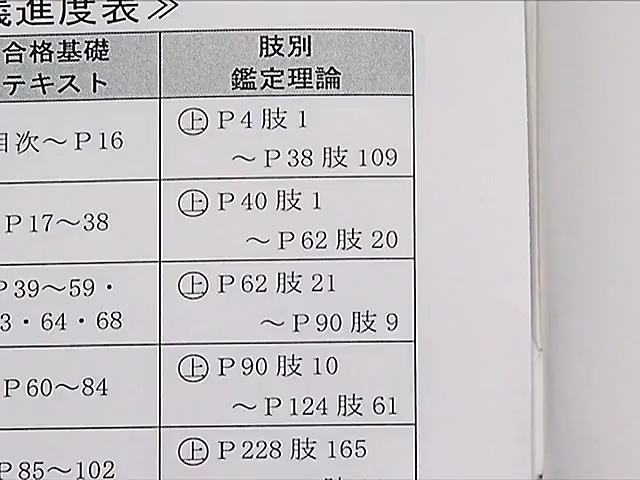 進度表≫
合格基礎
テキスト
肢別
鑑定理論
目次～P16
㊤P4肢1
～P38肢109
P17～38
㊤P40肢1
～P62肢20
P39～59・
3・64・68
㊤P62肢21
～P90肢9
P60～84
㊤P90肢10
～P124肢61
P85～102
㊤P228肢165